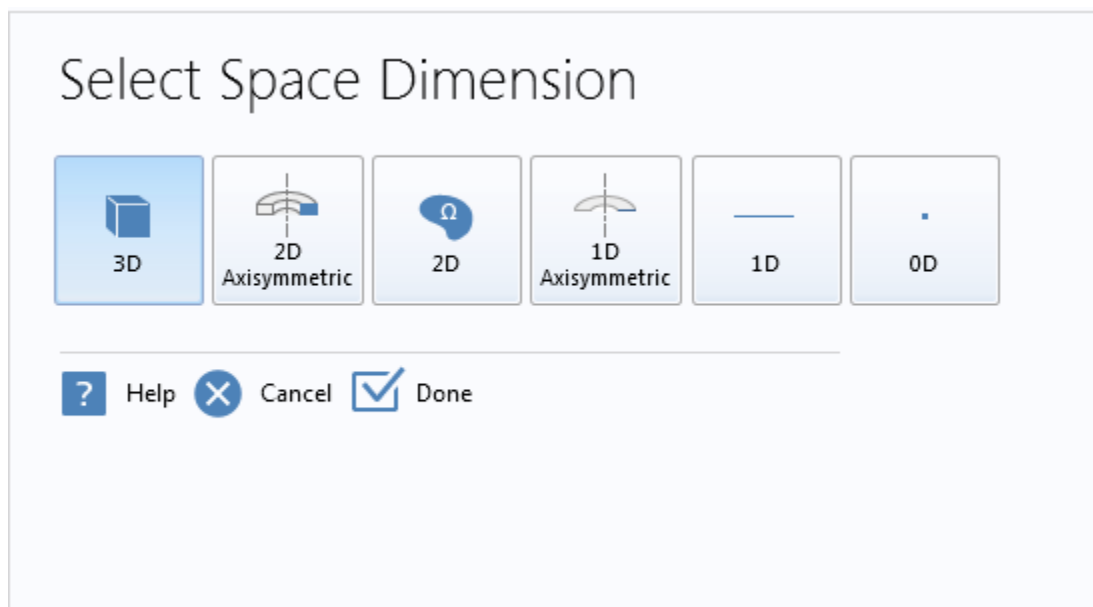 Select Space Dimension
3D
2D
Axisymmetric
Ω
2D
1D
Axisymmetric
1D
0D
? Help Cancel Done